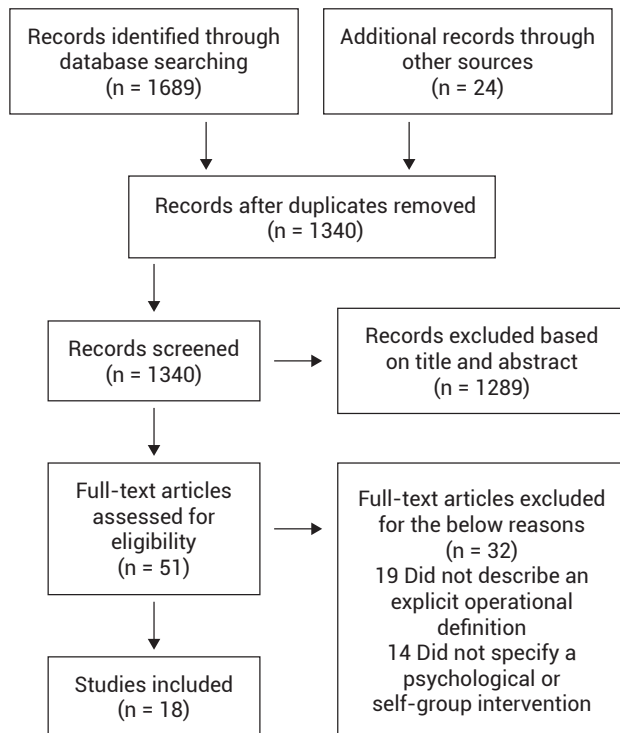 Records identified through
database searching
(n = 1689)
Additional records through
other sources
(n = 24)
Records after duplicates removed
(n = 1340)
Records screened
(n = 1340)
Records excluded based
on title and abstract
(n = 1289)
Full-text articles
assessed for
eligibility
(n = 51)
Full-text articles excluded
for the below reasons
(n = 32)
19 Did not describe an
explicit operational
definition
14 Did not specify a
psychological or
self-group intervention
Studies included
(n = 18)